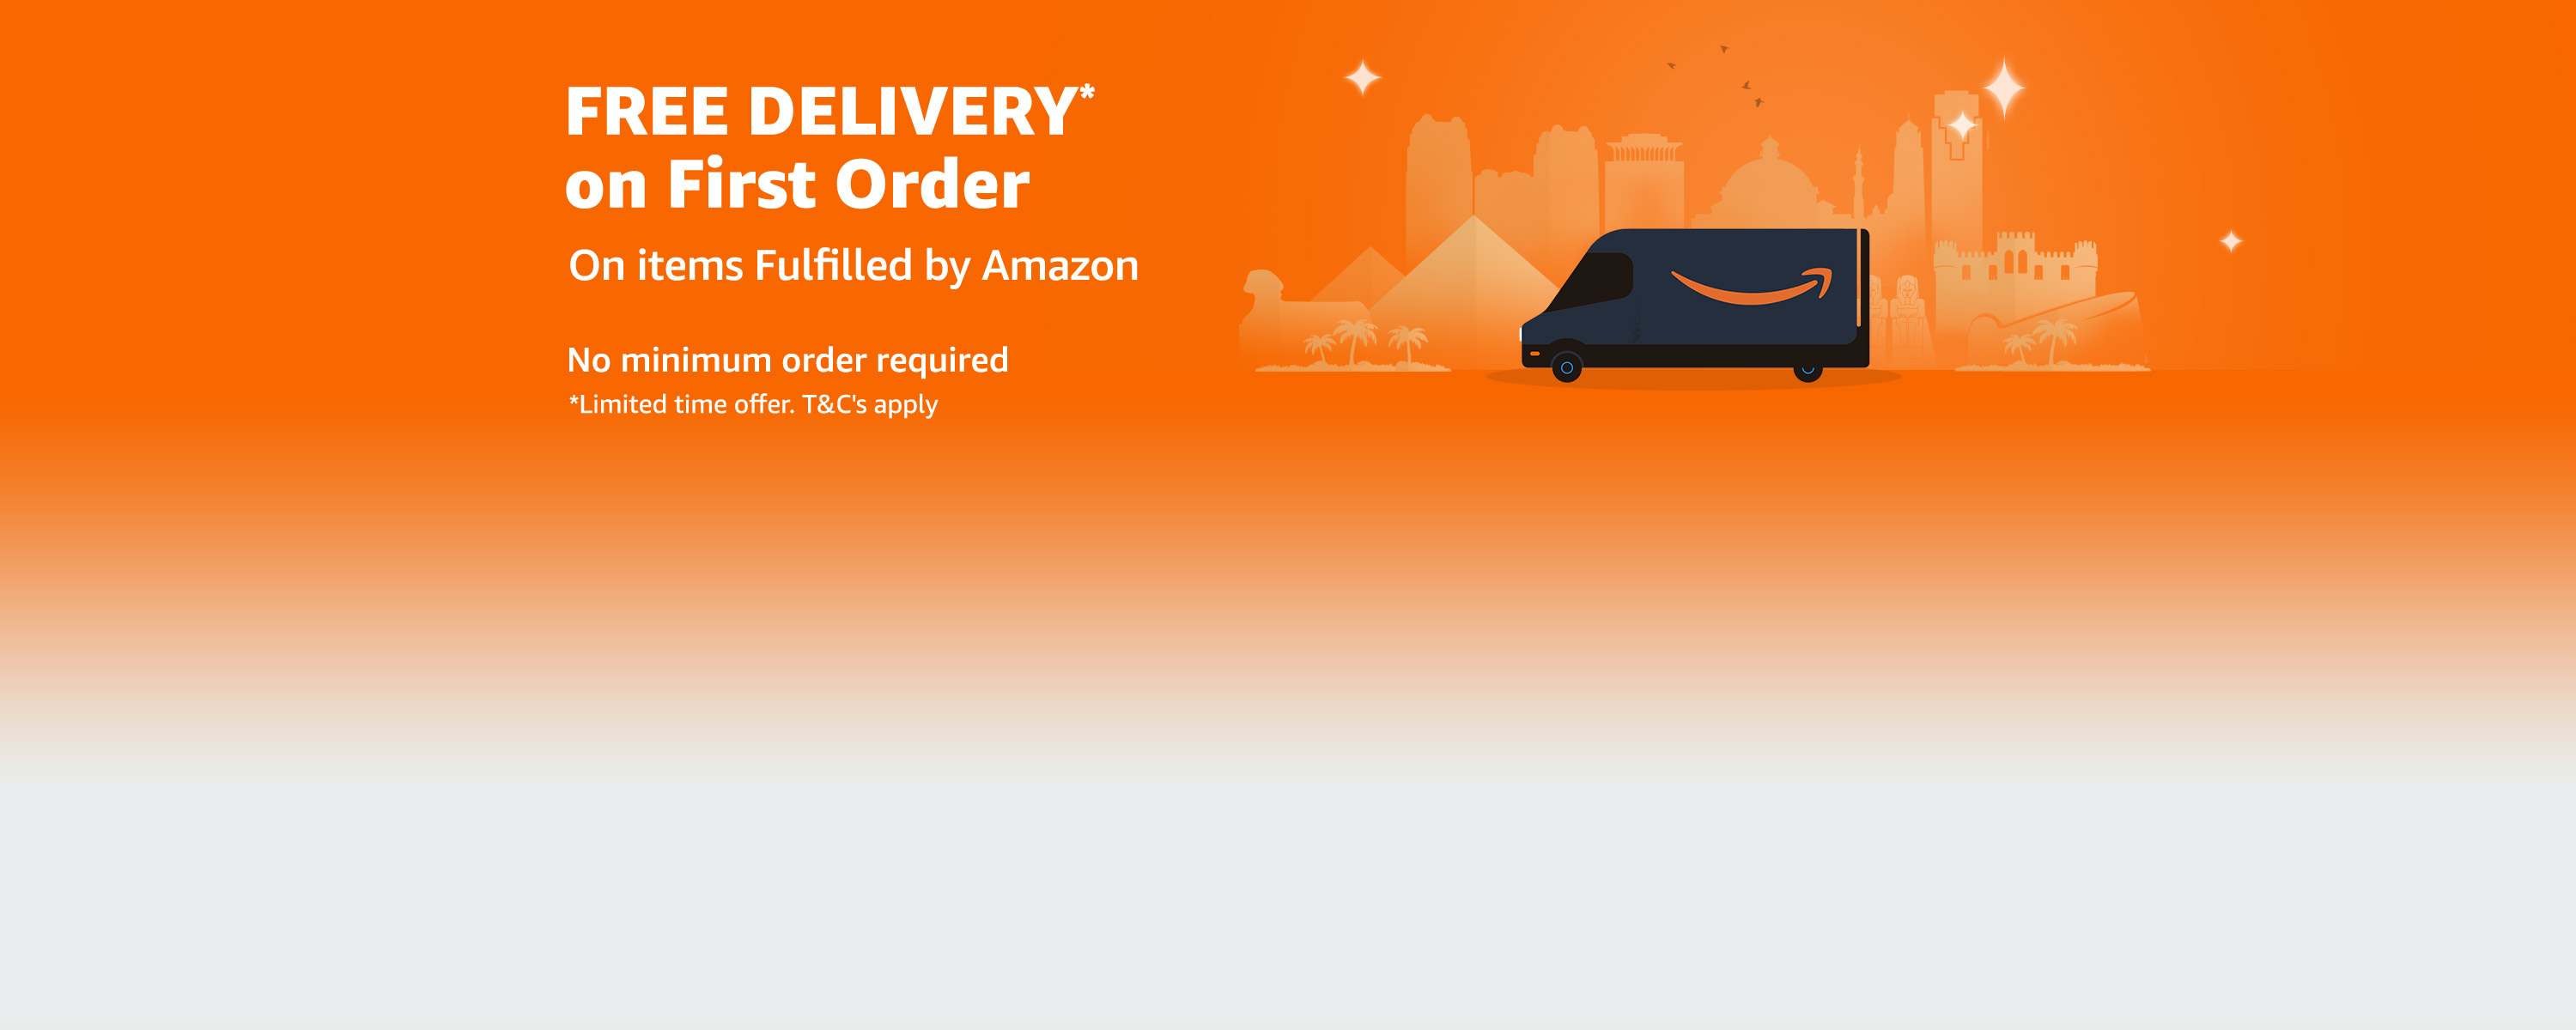 FREE DELIVERY*
on First Order
On items Fulfilled by Amazon
No minimum order required
*Limited time offer. T&C's apply